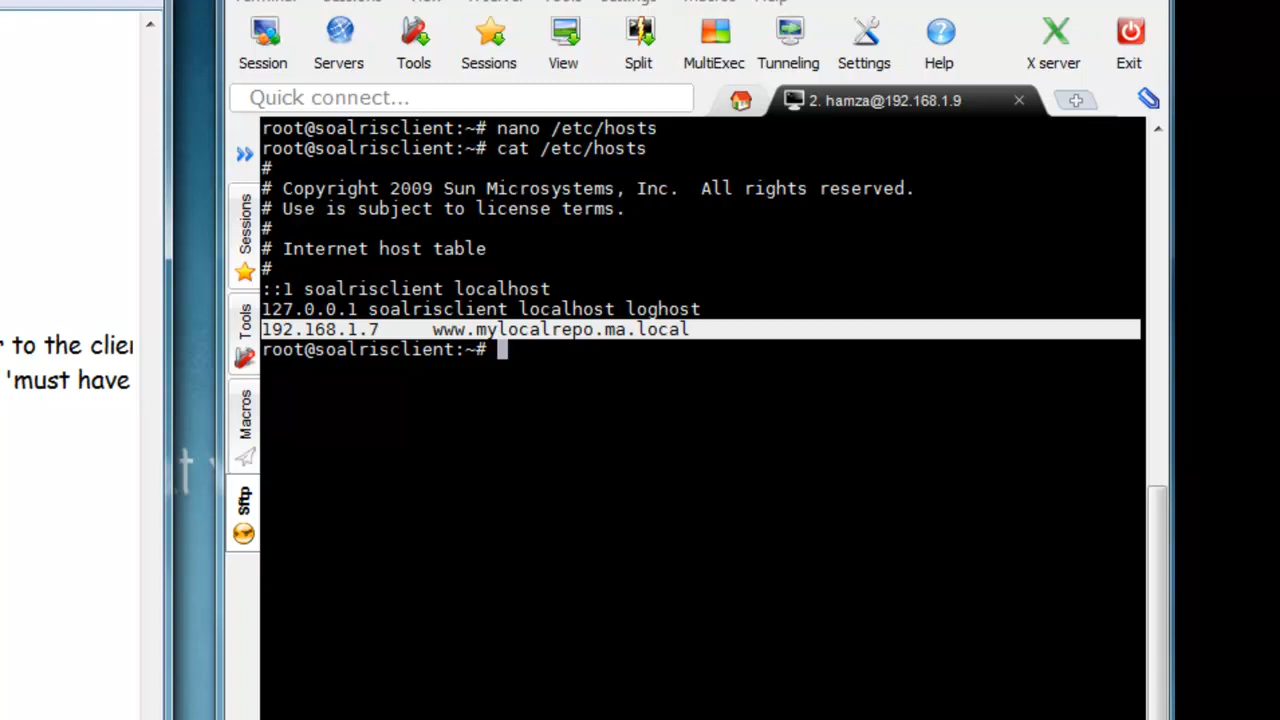 Session
Servers
Tools
Sessions
View
Split
MultiExec
Tunneling
Settings
Help
X server
Exit
Quick connect...
2. hamza@192.168.1.9
root@soalrisclient:~# nano /etc/hosts
root@soalrisclient:~# cat /etc/hosts
#
# Copyright 2009 Sun Microsystems, Inc.  All rights reserved.
# Use is subject to license terms.
#
# Internet host table
#
::1 soalrisclient localhost
127.0.0.1 soalrisclient localhost loghost
192.168.1.7     www.mylocalrepo.ma.local
root@soalrisclient:~#
Sessions
Tools
Macros
Sftp
to the clier
'must have